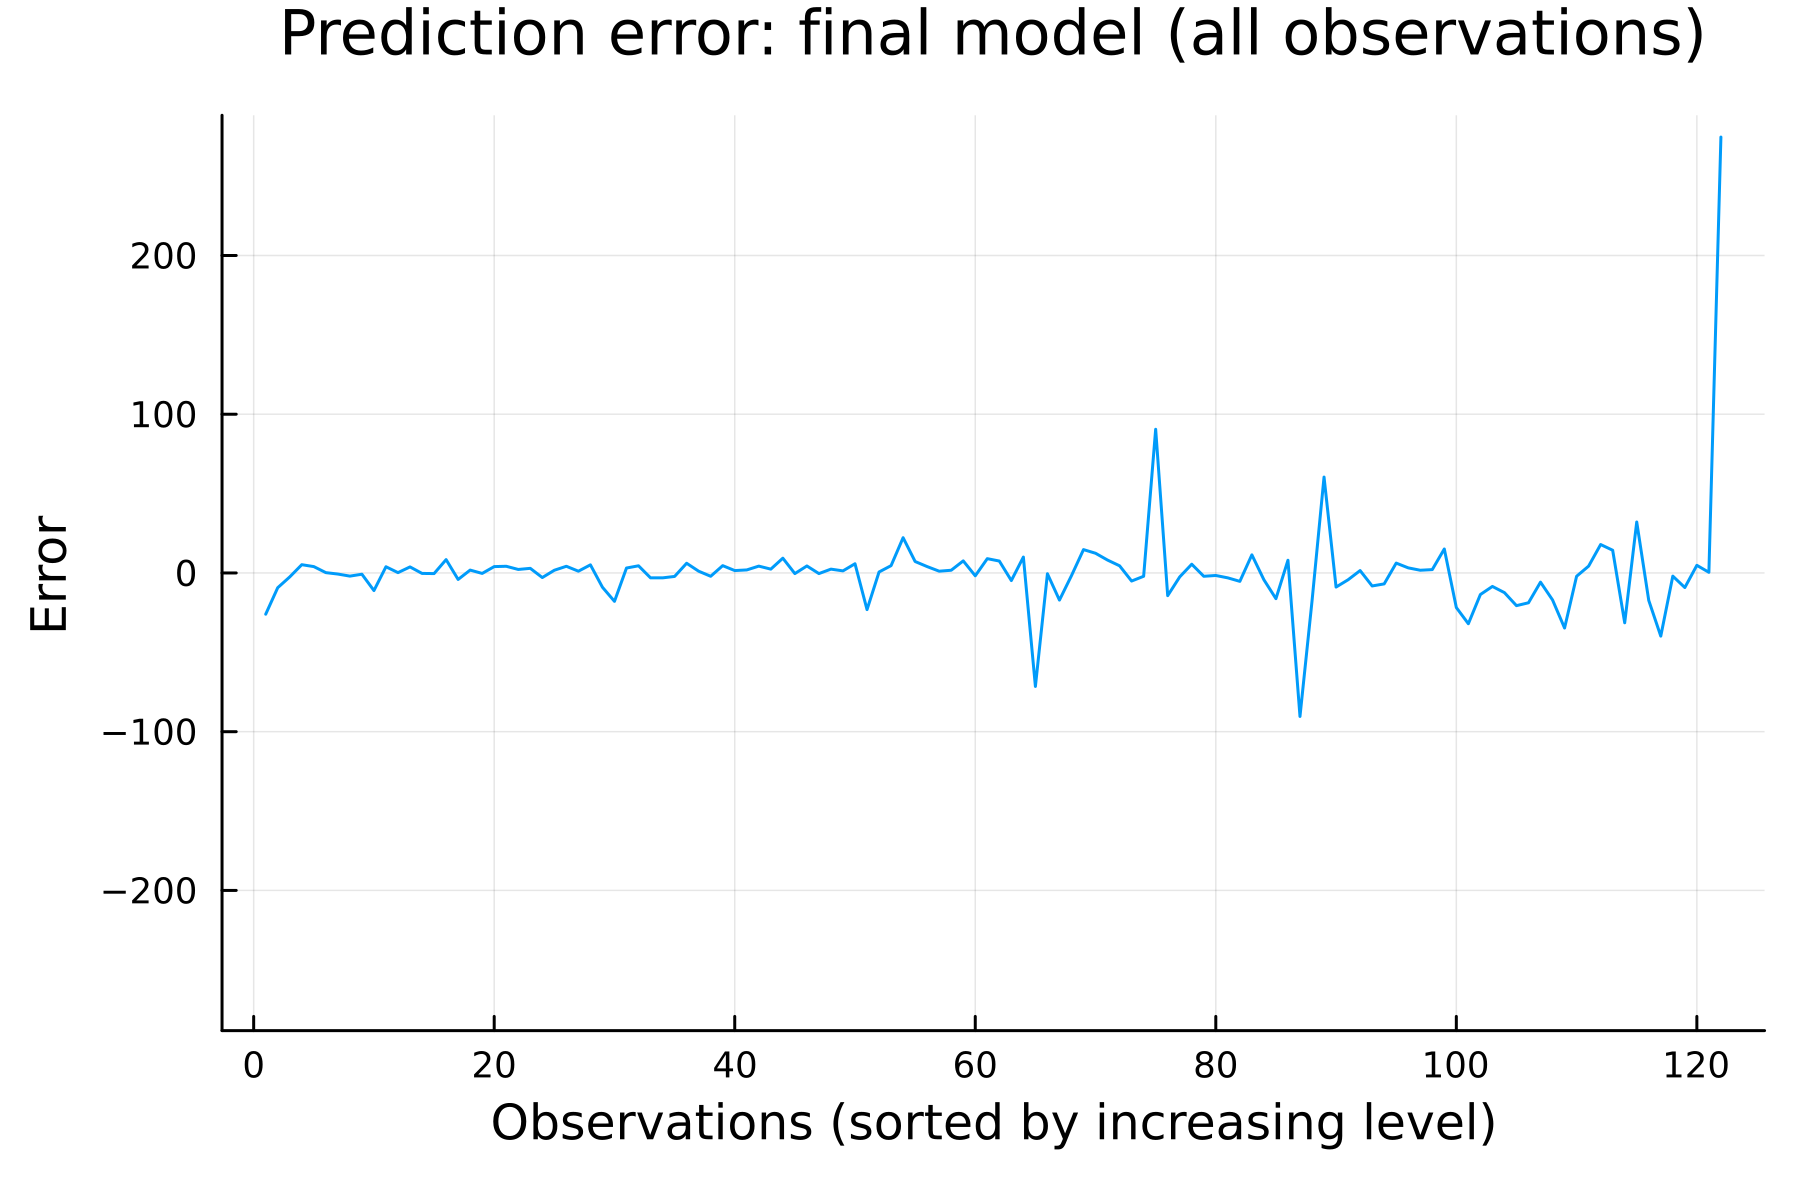 Prediction error: final model (all observations)
200
100
0
−100
−200
Error
0 20 40 60 80 100 120
Observations (sorted by increasing level)